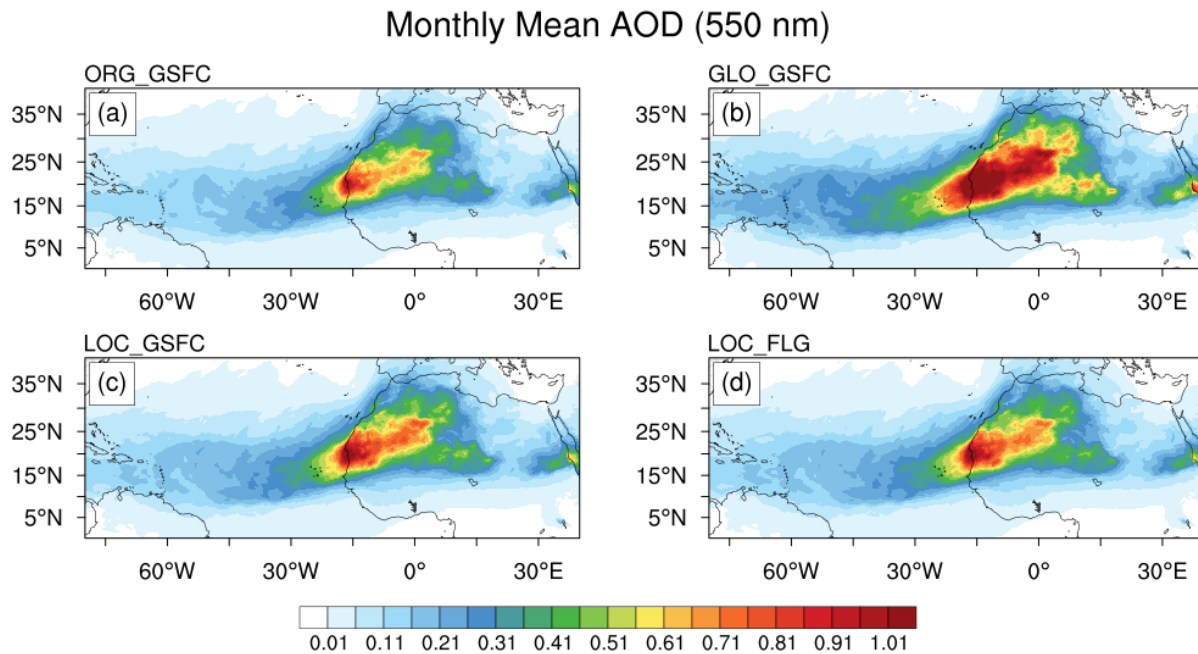 Monthly Mean AOD (550 nm)
ORG_GSFC
GLO_GSFC
(a)
(b)
35°N
25°N
15°N
5°N
35°N
25°N
15°N
5°N
60°W 30°W 0° 30°E
60°W 30°W 0° 30°E
LOC_GSFC
LOC_FLG
(c)
(d)
35°N
25°N
15°N
5°N
35°N
25°N
15°N
5°N
60°W 30°W 0° 30°E
60°W 30°W 0° 30°E
0.01 0.11 0.21 0.31 0.41 0.51 0.61 0.71 0.81 0.91 1.01